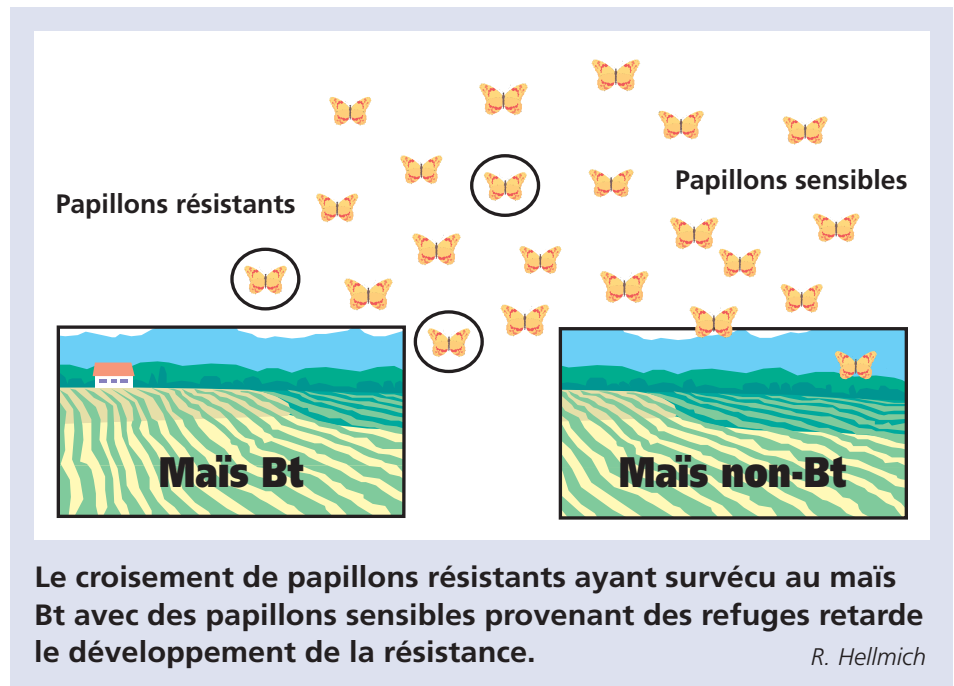 Papillons sensibles
Papillons résistants
Maïs Bt
Maïs non-Bt
Le croisement de papillons résistants ayant survécu au maïs
Bt avec des papillons sensibles provenant des refuges retarde
le développement de la résistance.
R. Hellmich